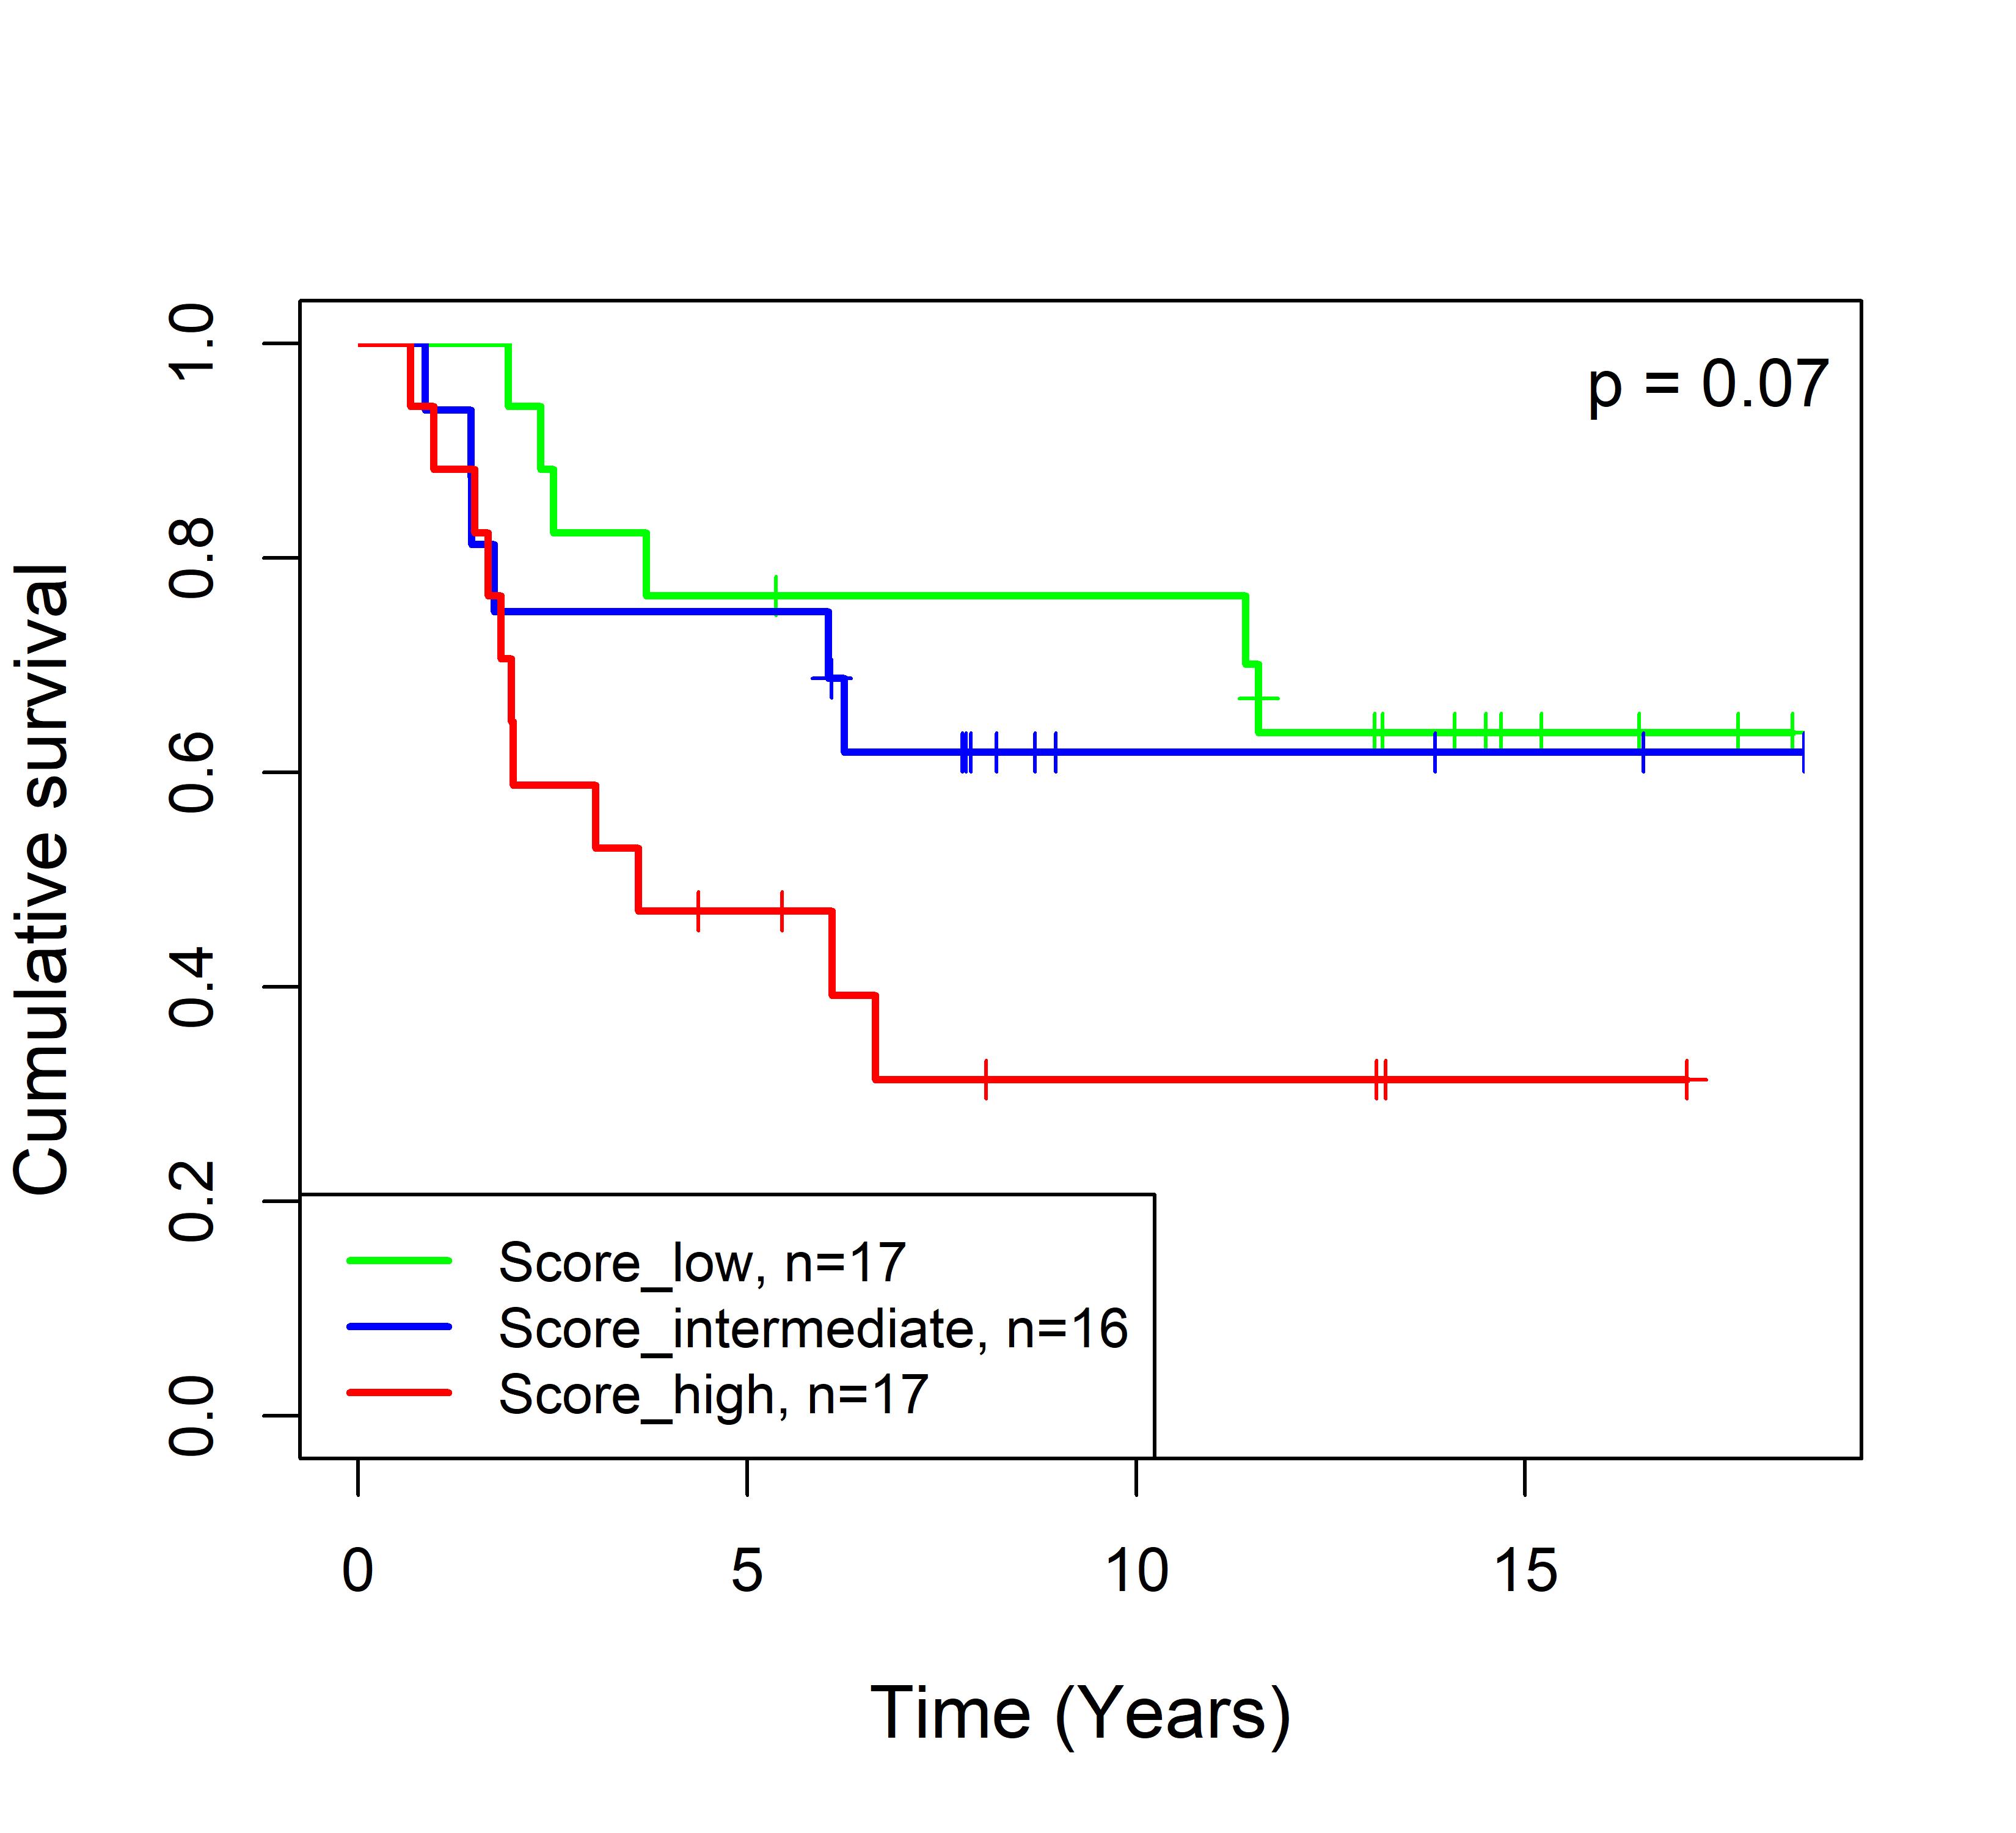 p = 0.07
Cumulative survival
1.0
0.8
0.6
0.4
0.2
0.0
Score_low, n=17
Score_intermediate, n=16
Score_high, n=17
0 5 10 15
Time (Years)